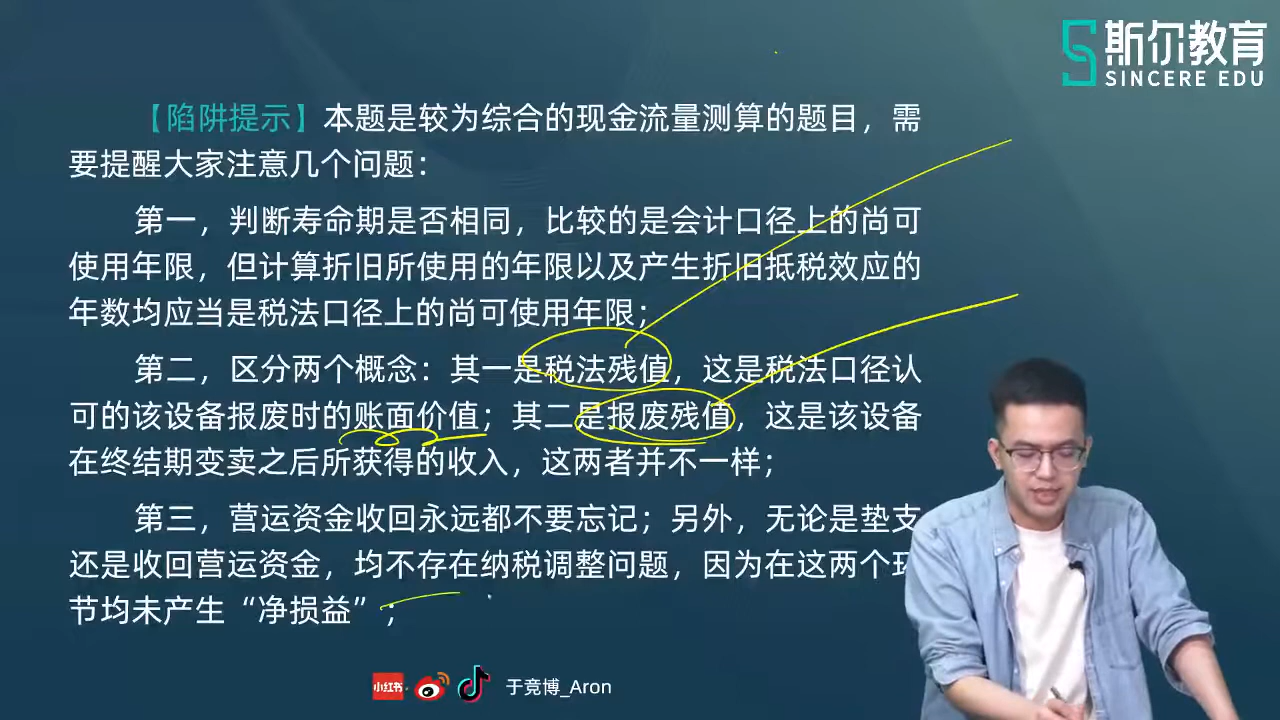 斯尔教育
SINCERE EDU
【陷阱提示】本题是较为综合的现金流量测算的题目，需
要提醒大家注意几个问题：
第一，判断寿命期是否相同，比较的是会计口径上的尚可
使用年限，但计算折旧所使用的年限以及产生折旧抵税效应的
年数均应当是税法口径上的尚可使用年限；
第二，区分两个概念：其一是税法残值，这是税法口径认
可的该设备报废时的账面价值；其二是报废残值，这是该设备
在终结期变卖之后所获得的收入，这两者并不一样；
第三，营运资金收回永远都不要忘记；另外，无论是垫支
还是收回营运资金，均不存在纳税调整问题，因为在这两个环
节均未产生“净损益”；
小红书
于竞博_Aron